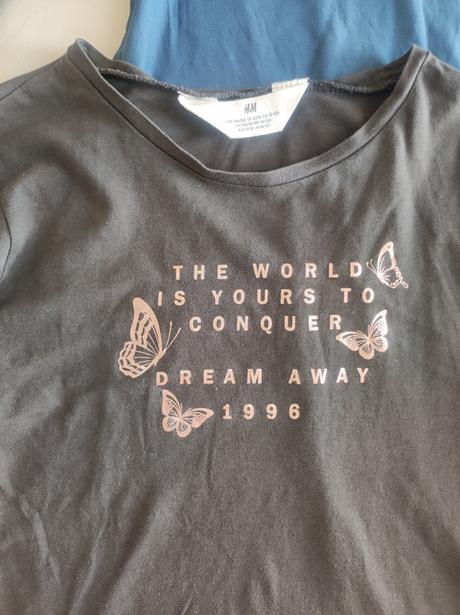 H&M
THE WORLD
IS YOURS TO
CONQUER
DREAM AWAY
1996